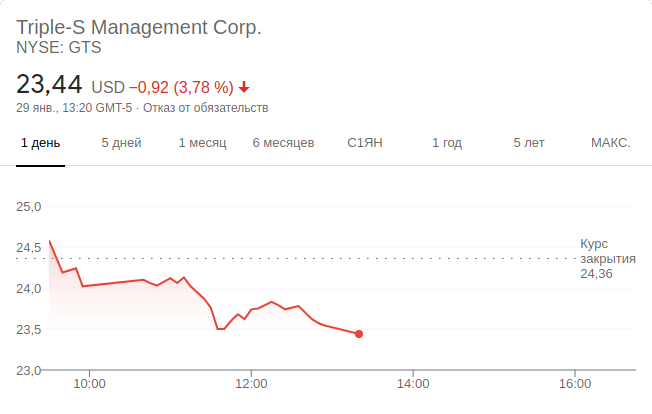 Triple-S Management Corp.
NYSE: GTS
23,44 USD −0,92 (3,78 %)
29 янв., 13:20 GMT-5 · Отказ от обязательств
1 день 5 дней 1 месяц 6 месяцев С1ЯН 1 год 5 лет МАКС.
25,0
24,5
24,0
23,5
23,0
Курс
закрытия
24,36
10:00 12:00 14:00 16:00